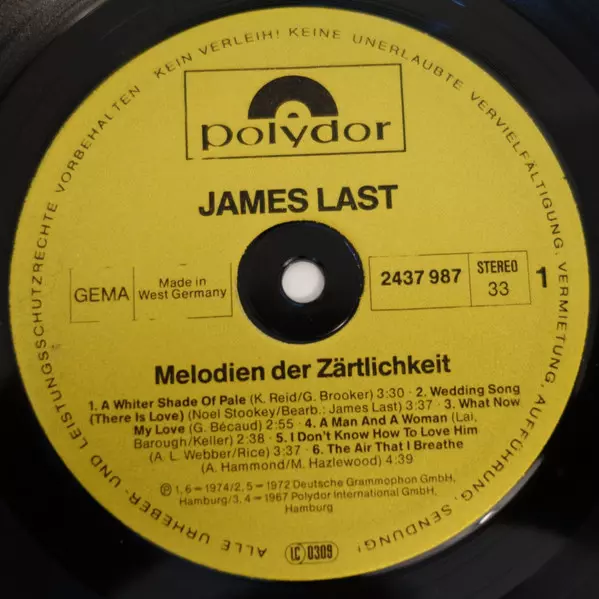 polydor
JAMES LAST
GEMA
Made in
West Germany
2437 987
STEREO
33
1
Melodien der Zärtlichkeit
1. A Whiter Shade Of Pale (K. Reid/G. Brooker) 3:30 · 2. Wedding Song
(There Is Love) (Noel Stookey/Bearb.: James Last) 3:37 · 3. What Now
My Love (G. Bécaud) 2:55 · 4. A Man And A Woman (Lai,
Barough/Keller) 2:38 · 5. I Don't Know How To Love Him
(A. L. Webber/Rice) 3:37 · 6. The Air That I Breathe
(A. Hammond/M. Hazlewood) 4:39
Ⓟ 1, 6 = 1974/2, 5 = 1972 Deutsche Grammophon GmbH,
Hamburg/3, 4 = 1967 Polydor International GmbH,
Hamburg
LC 0309
ALLE URHEBER- UND LEISTUNGSSCHUTZRECHTE VORBEHALTEN KEIN VERLEIH! KEINE UNERLAUBTE VERVIELFÄLTIGUNG, VERMIETUNG, AUFFÜHRUNG, SENDUNG!